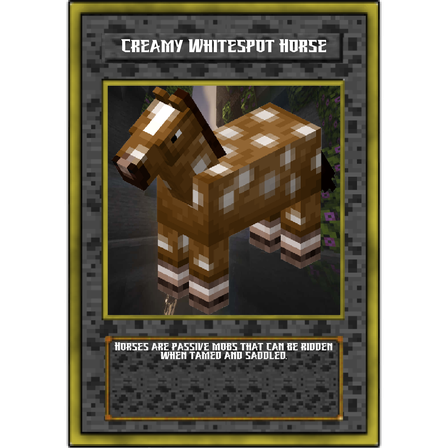 Creamy Whitespot Horse
Horses are passive mobs that can be ridden
when tamed and saddled.